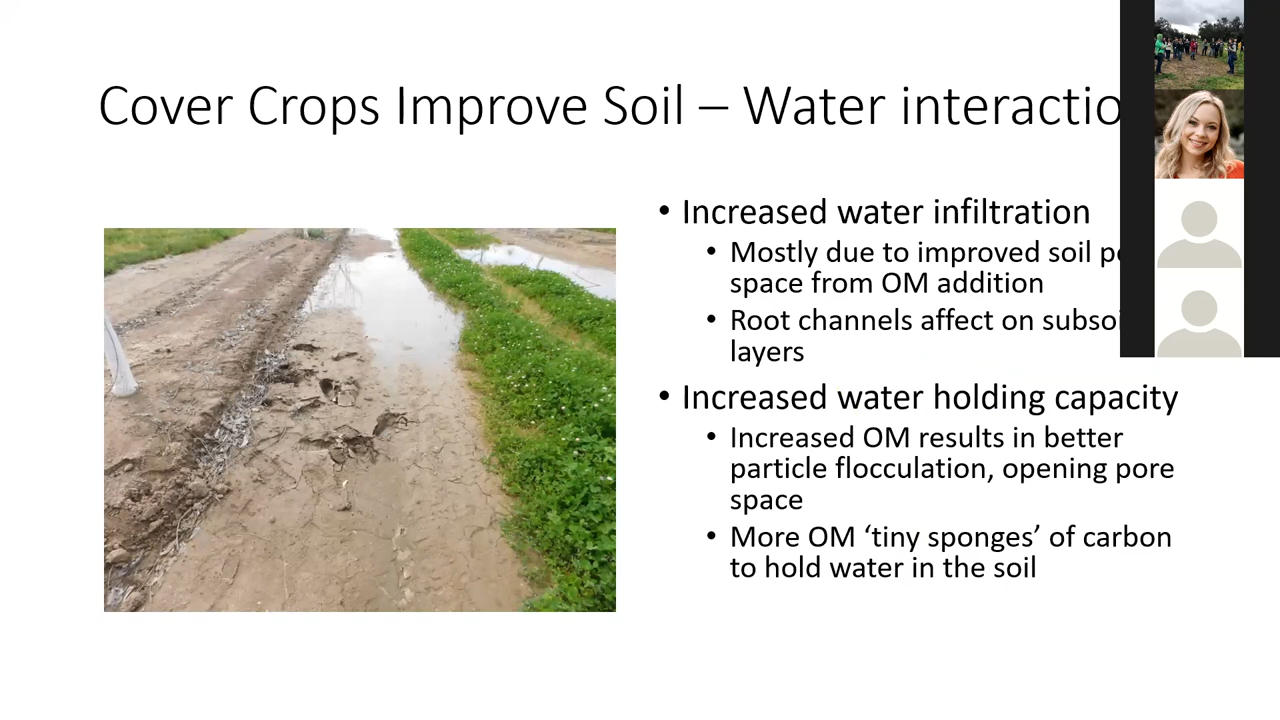 Cover Crops Improve Soil – Water interactio
• Increased water infiltration
• Mostly due to improved soil
space from OM addition
• Root channels affect on
layers
• Increased water holding capacity
• Increased OM results in better
particle flocculation, opening pore
space
• More OM ‘tiny sponges’ of carbon
to hold water in the soil